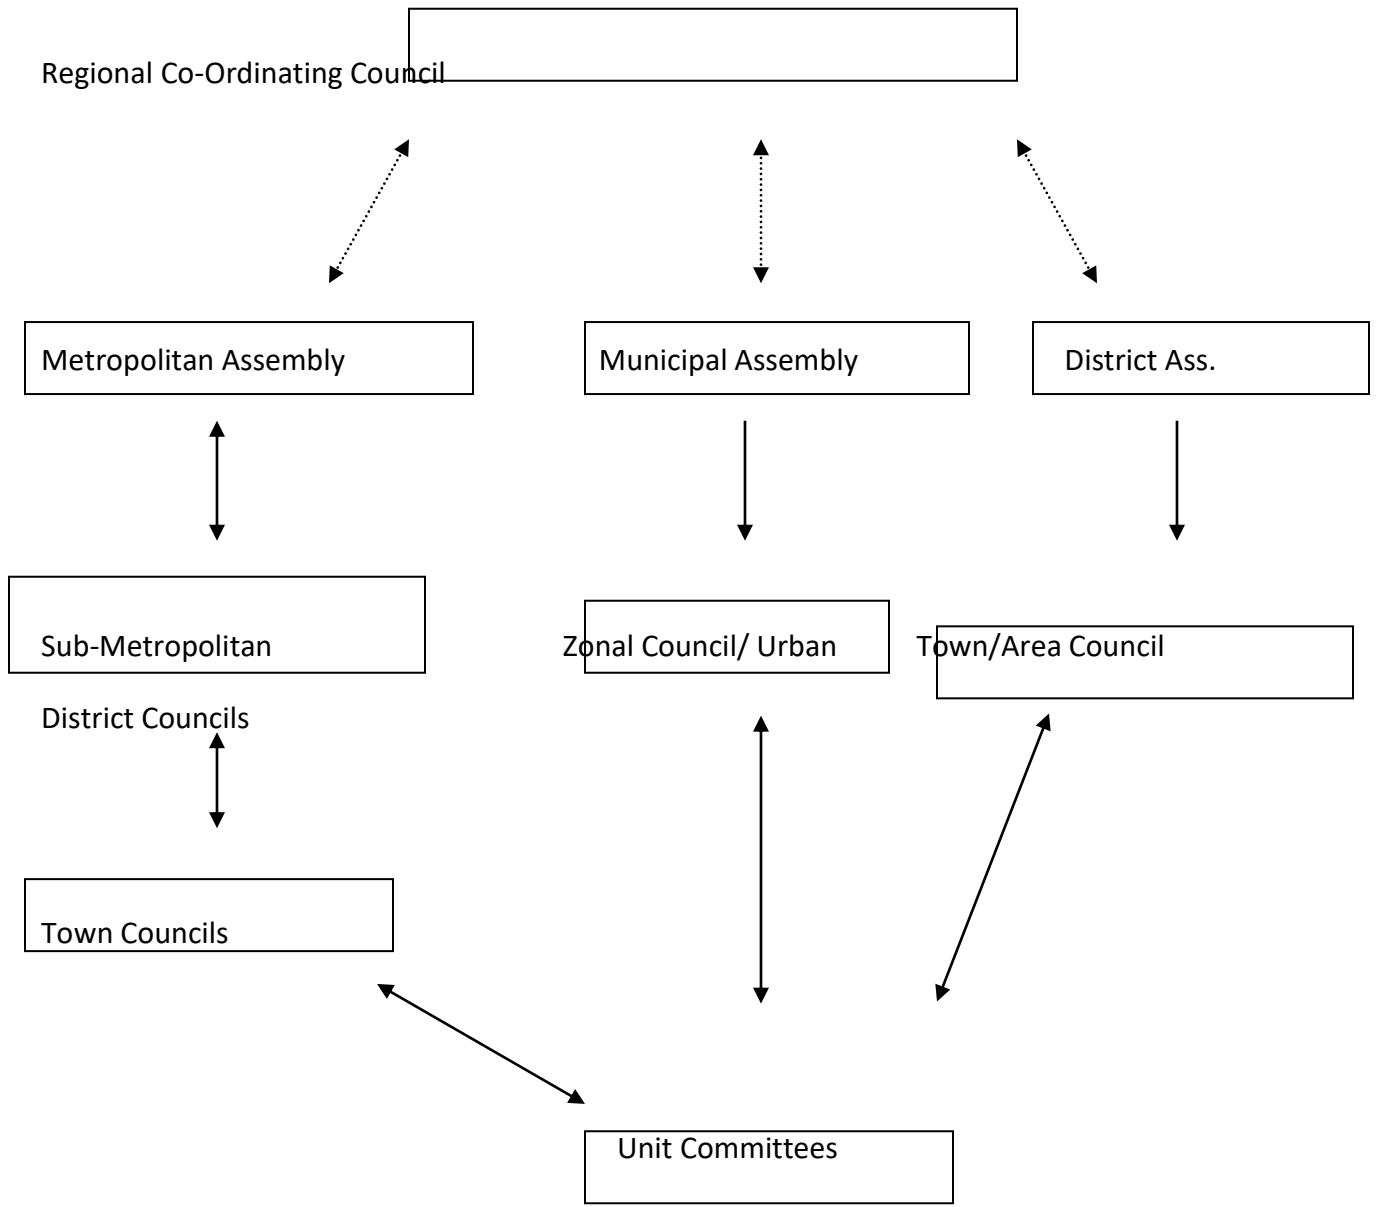 Regional Co-Ordinating Council
Metropolitan Assembly
Municipal Assembly
District Ass.
Sub-Metropolitan
Zonal Council/ Urban
Town/Area Council
District Councils
Town Councils
Unit Committees